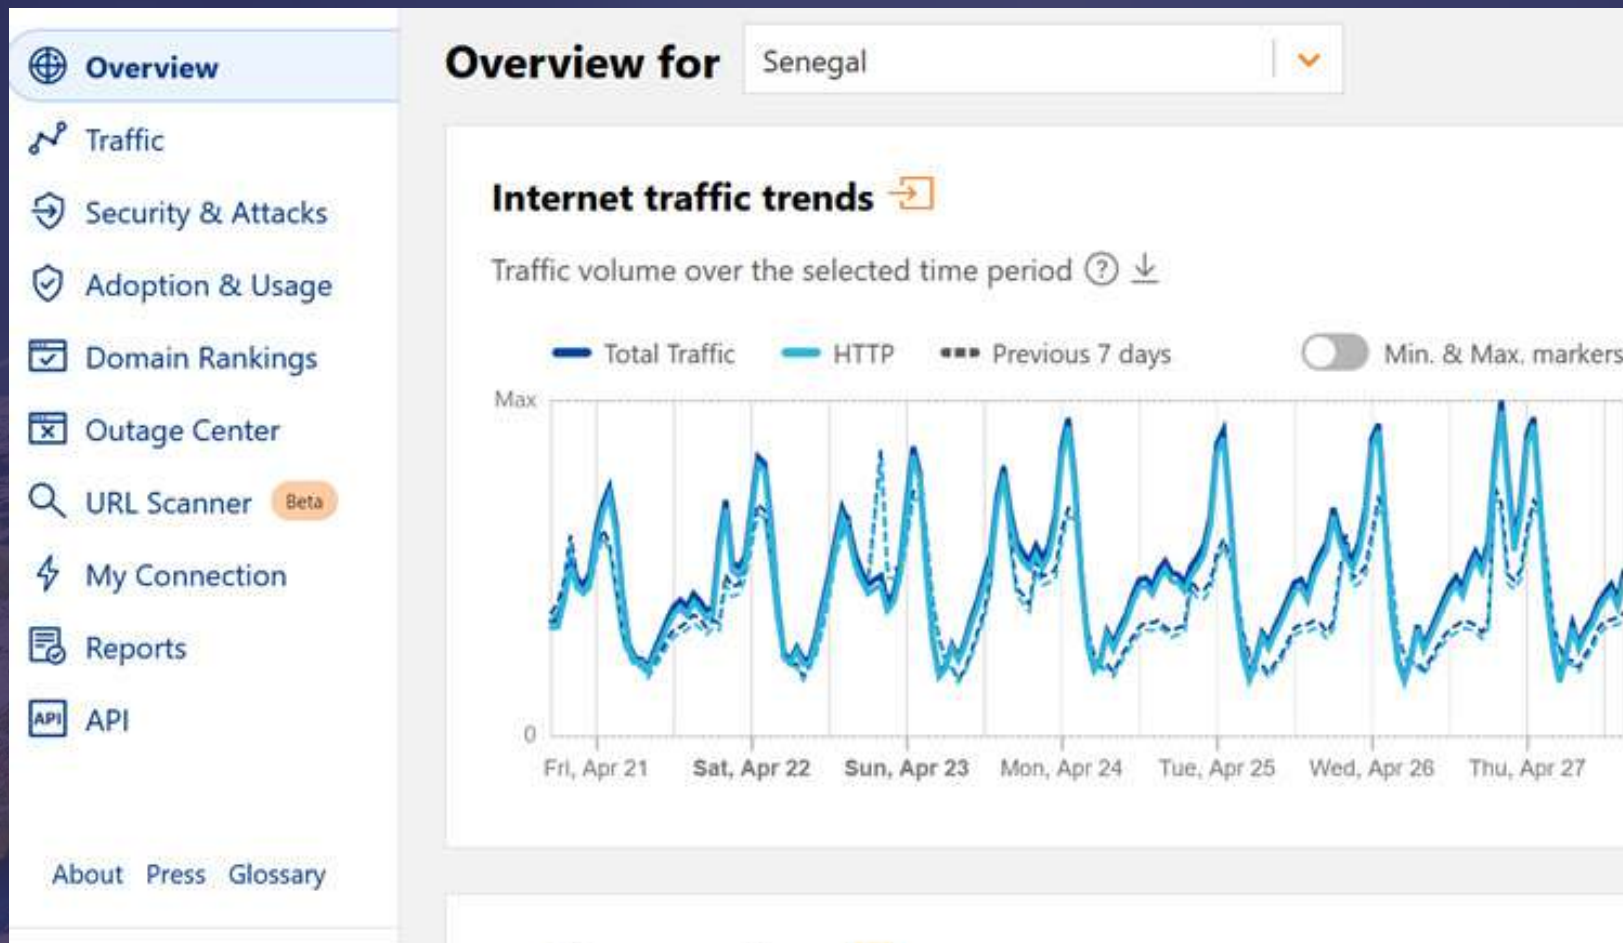 Overview
Traffic
Security & Attacks
Adoption & Usage
Domain Rankings
Outage Center
URL Scanner Beta
My Connection
Reports
API API
About Press Glossary
Overview for Senegal
Internet traffic trends
Traffic volume over the selected time period ?
Total Traffic HTTP Previous 7 days Min. & Max. markers
Max
0
Fri, Apr 21 Sat, Apr 22 Sun, Apr 23 Mon, Apr 24 Tue, Apr 25 Wed, Apr 26 Thu, Apr 27